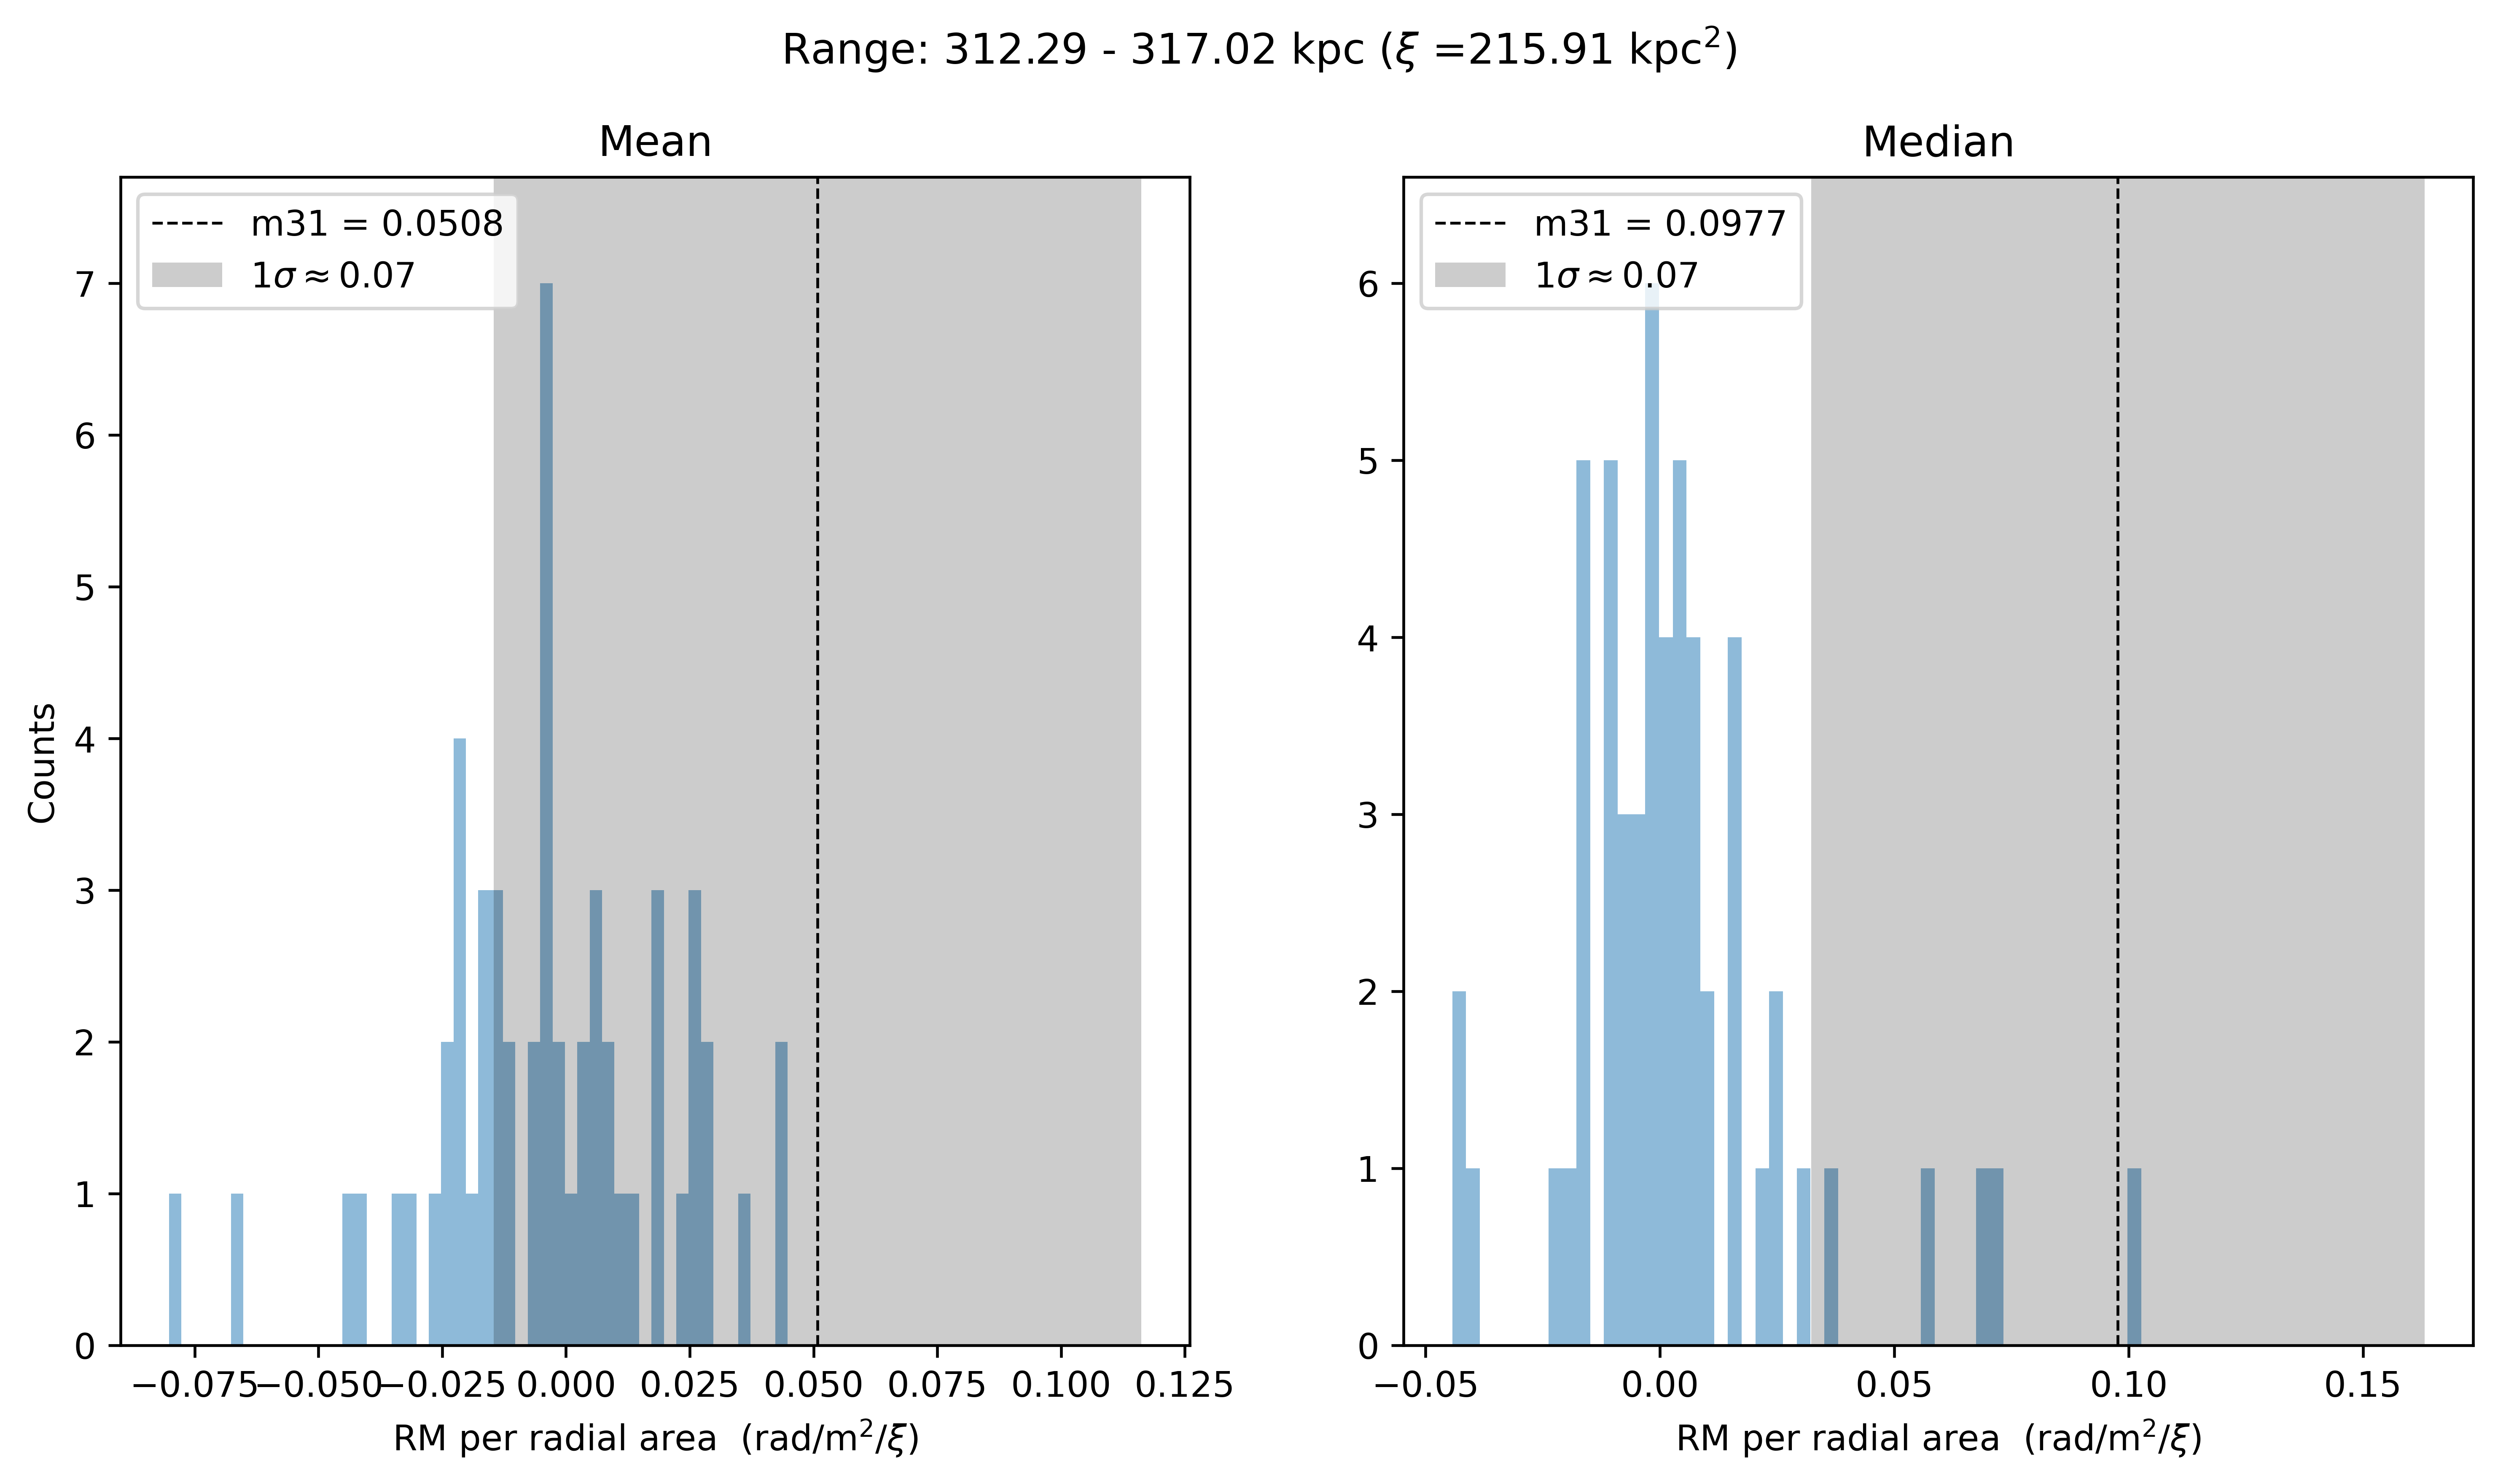 Range: 312.29 - 317.02 kpc (ξ =215.91 kpc²)
Mean
m31 = 0.0508
1σ ≈ 0.07
7
6
5
4
3
2
1
0
Counts
−0.075 −0.050 −0.025 0.000 0.025 0.050 0.075 0.100 0.125
RM per radial area (rad/m²/ξ)
Median
m31 = 0.0977
1σ ≈ 0.07
6
5
4
3
2
1
0
−0.05 0.00 0.05 0.10 0.15
RM per radial area (rad/m²/ξ)